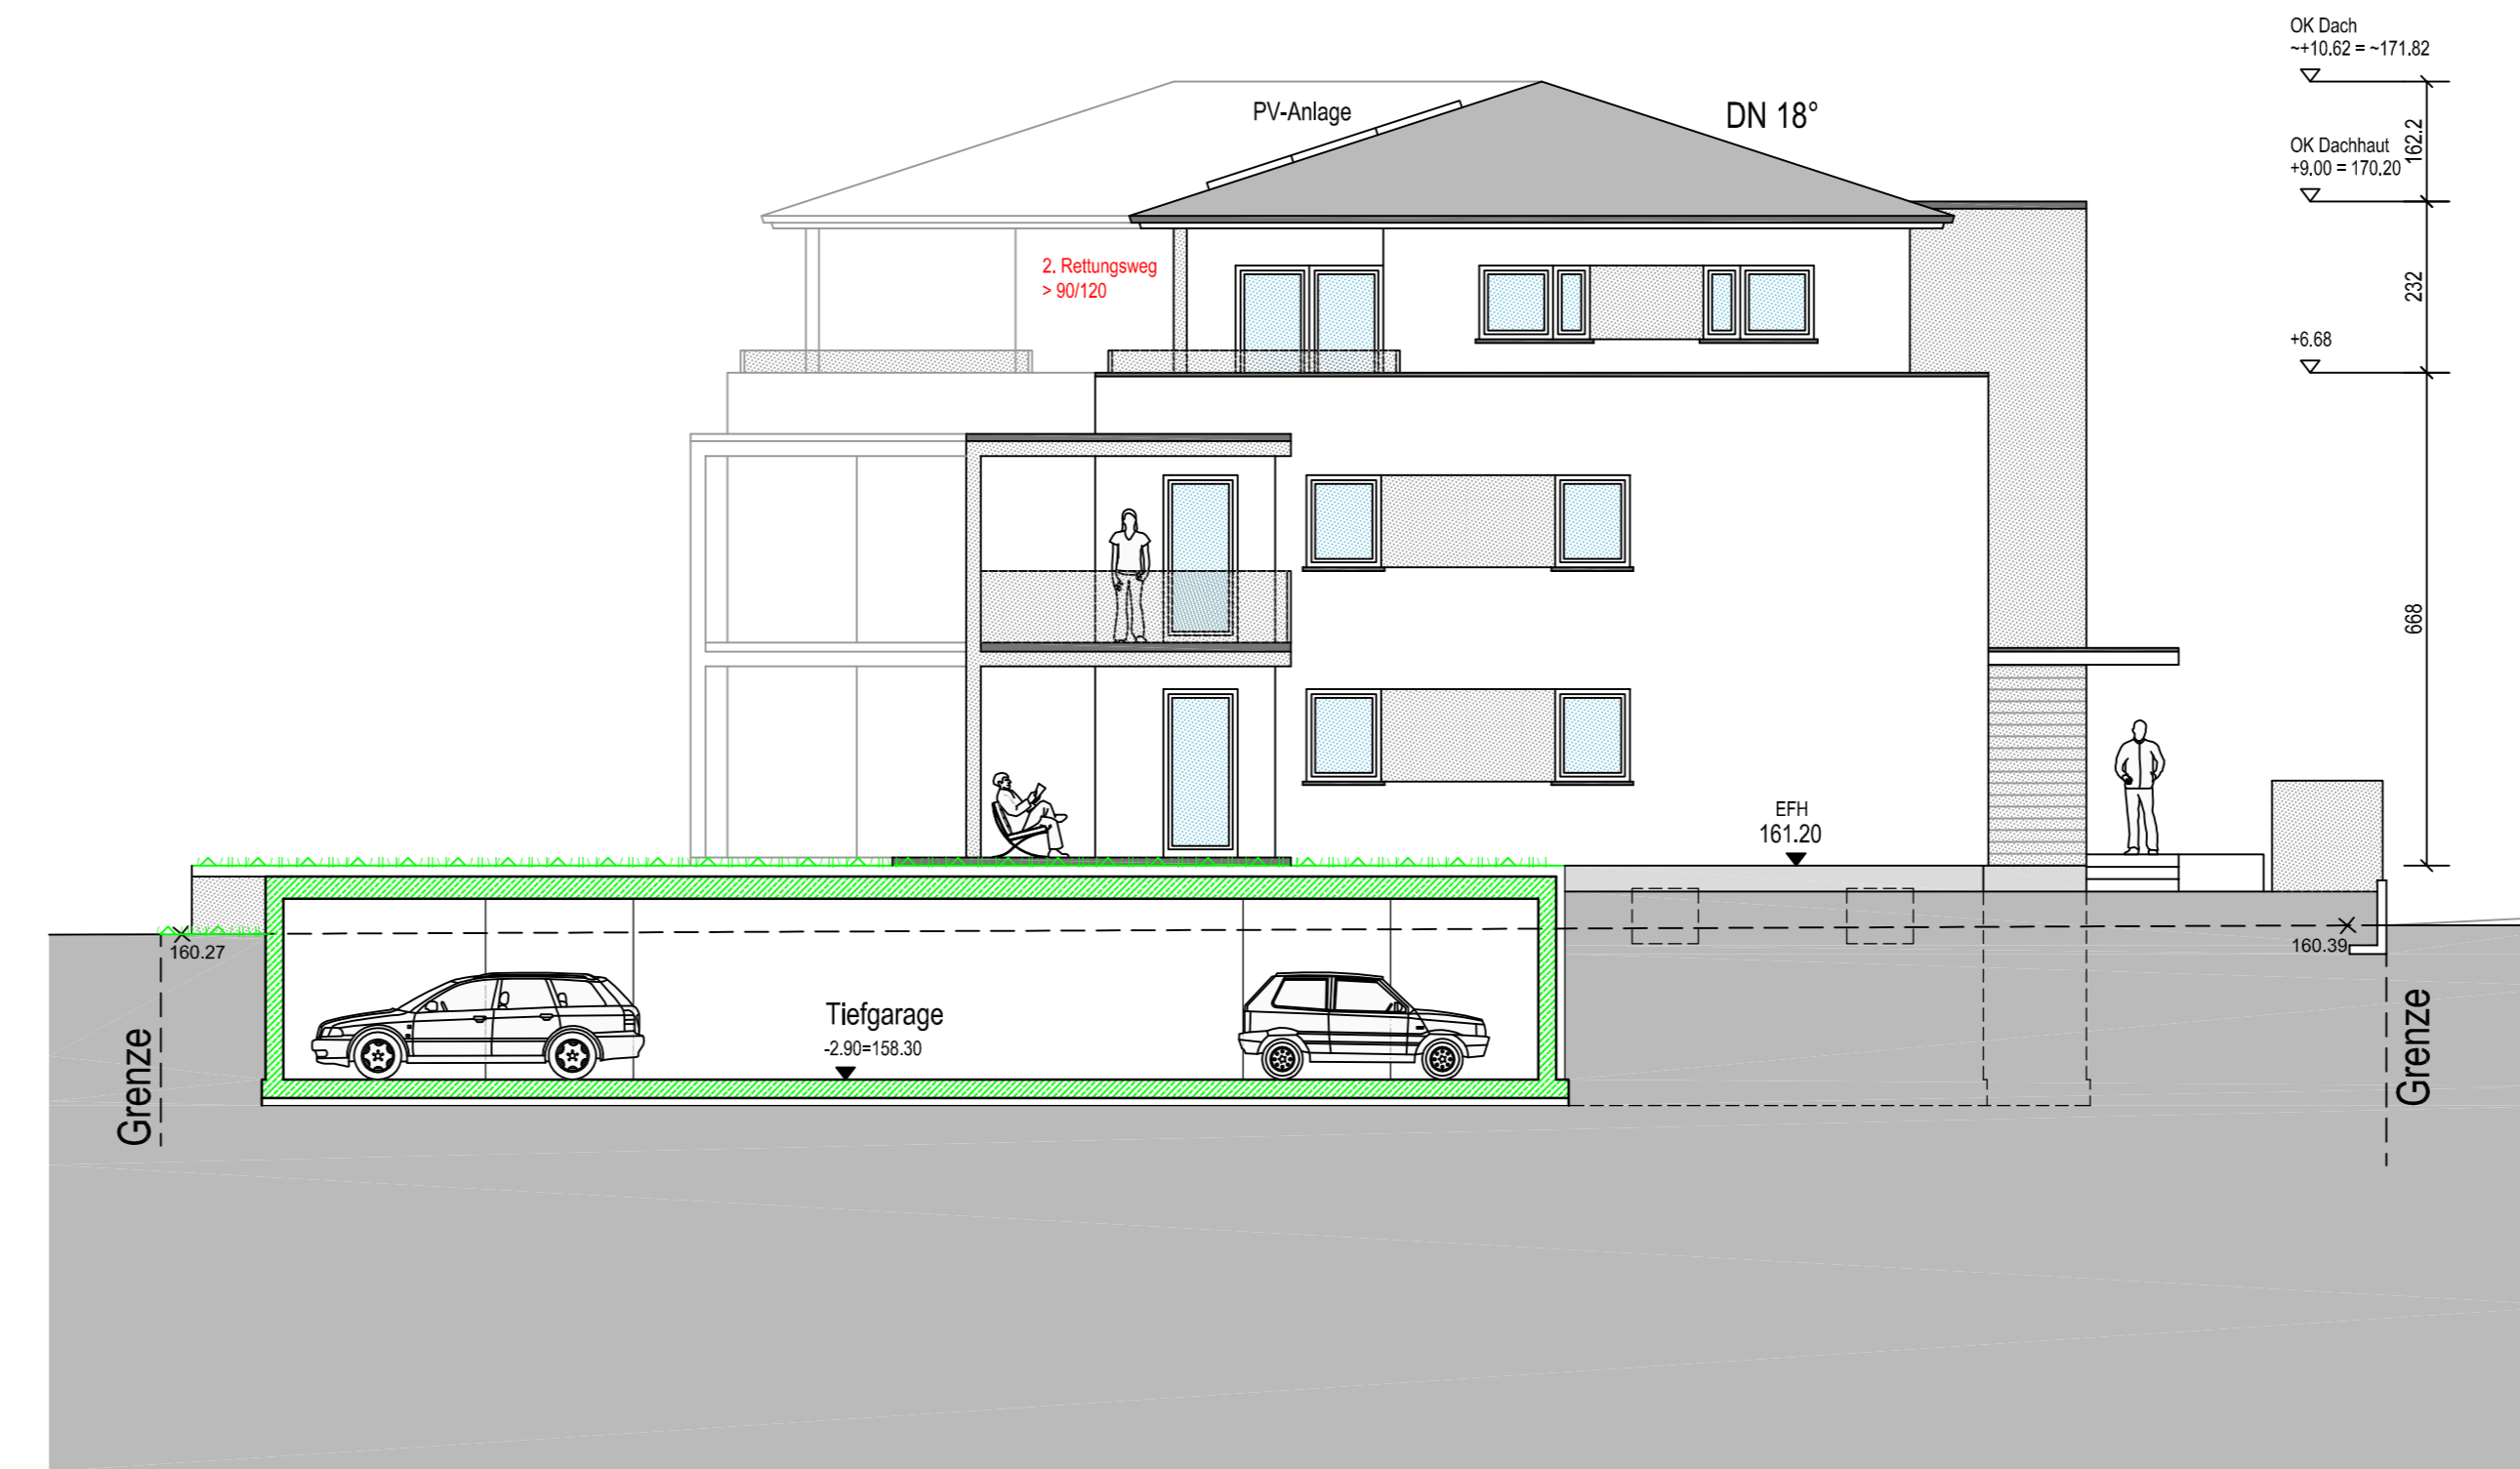 OK Dach
~+10.62 = ~171.82
PV-Anlage
DN 18°
162.2
OK Dachhaut
+9.00 = 170.20
2. Rettungsweg
> 90/120
232
+6.68
668
EFH
161.20
160.27
160.39
Tiefgarage
-2.90=158.30
Grenze
Grenze